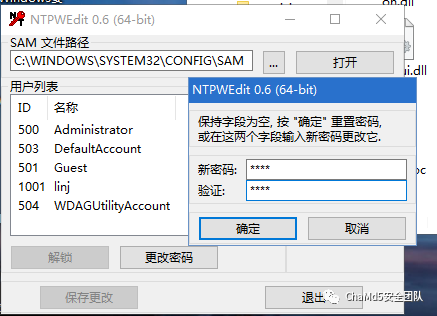 NTPWEdit 0.6 (64-bit)
SAM 文件路径
C:\WINDOWS\SYSTEM32\CONFIG\SAM
...
打开
用户列表
ID 名称
500 Administrator
503 DefaultAccount
501 Guest
1001 linj
504 WDAGUtilityAccount
NTPWEdit 0.6 (64-bit)
保持字段为空, 按 "确定" 重置密码,
或在这两个字段输入新密码更改它.
新密码: ****
验证: ****
确定
取消
解锁
更改密码
保存更改
退出
ChaMd5安全团队